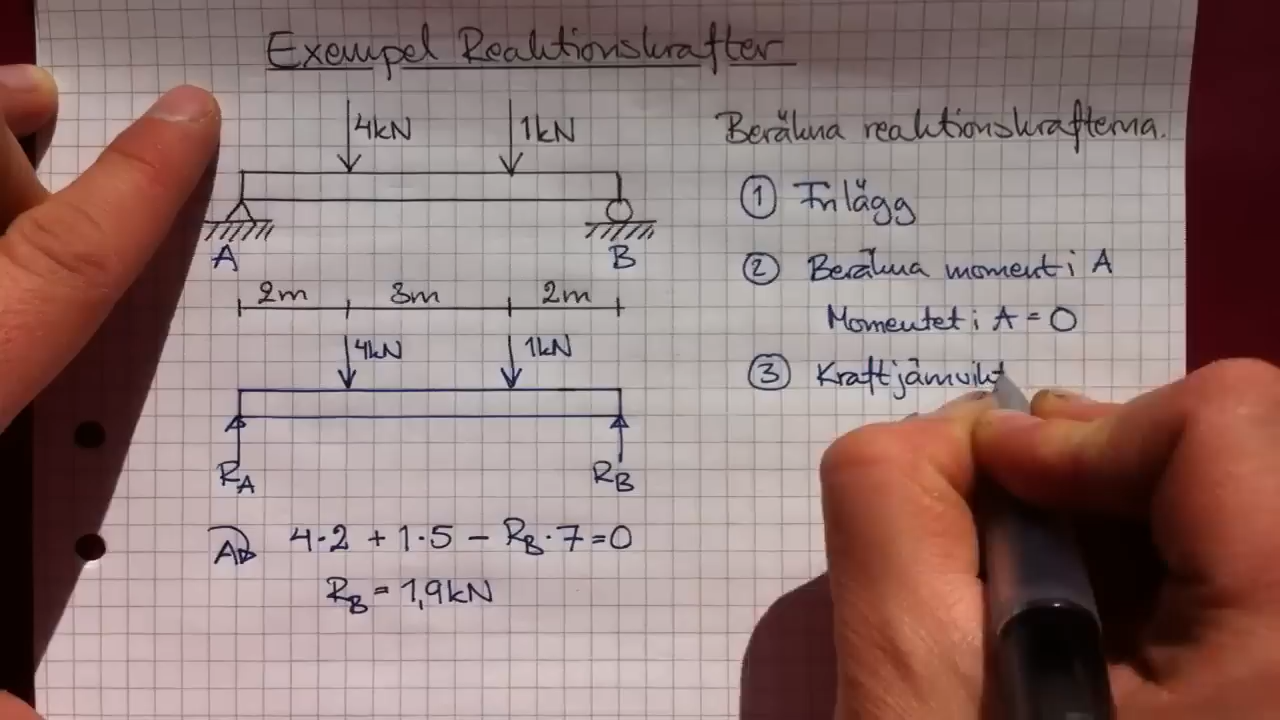 Exempel Reaktionskrafter
4kN 1kN
A B
2m 3m 2m
4kN 1kN
RA RB
A 4·2 + 1·5 − RB·7=0
RB = 1,9kN
Beräkna reaktionskrafterna.
① Frilägg
② Beräkna moment i A
Momentet i A = 0
③ Kraftjämvikt